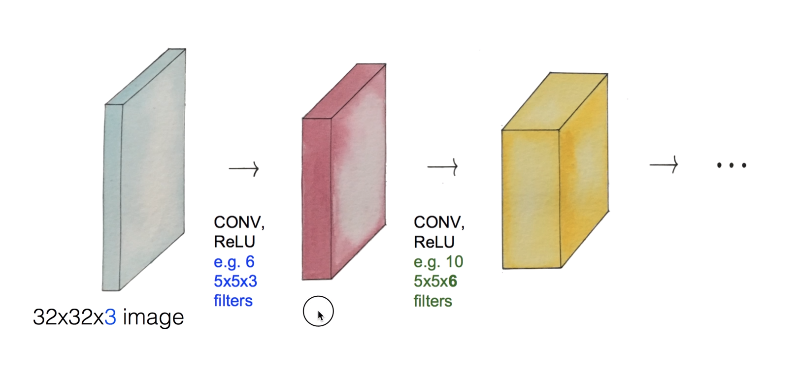 CONV,
ReLU
e.g. 6
5x5x3
filters
CONV,
ReLU
e.g. 10
5x5x6
filters
...
32x32x3 image